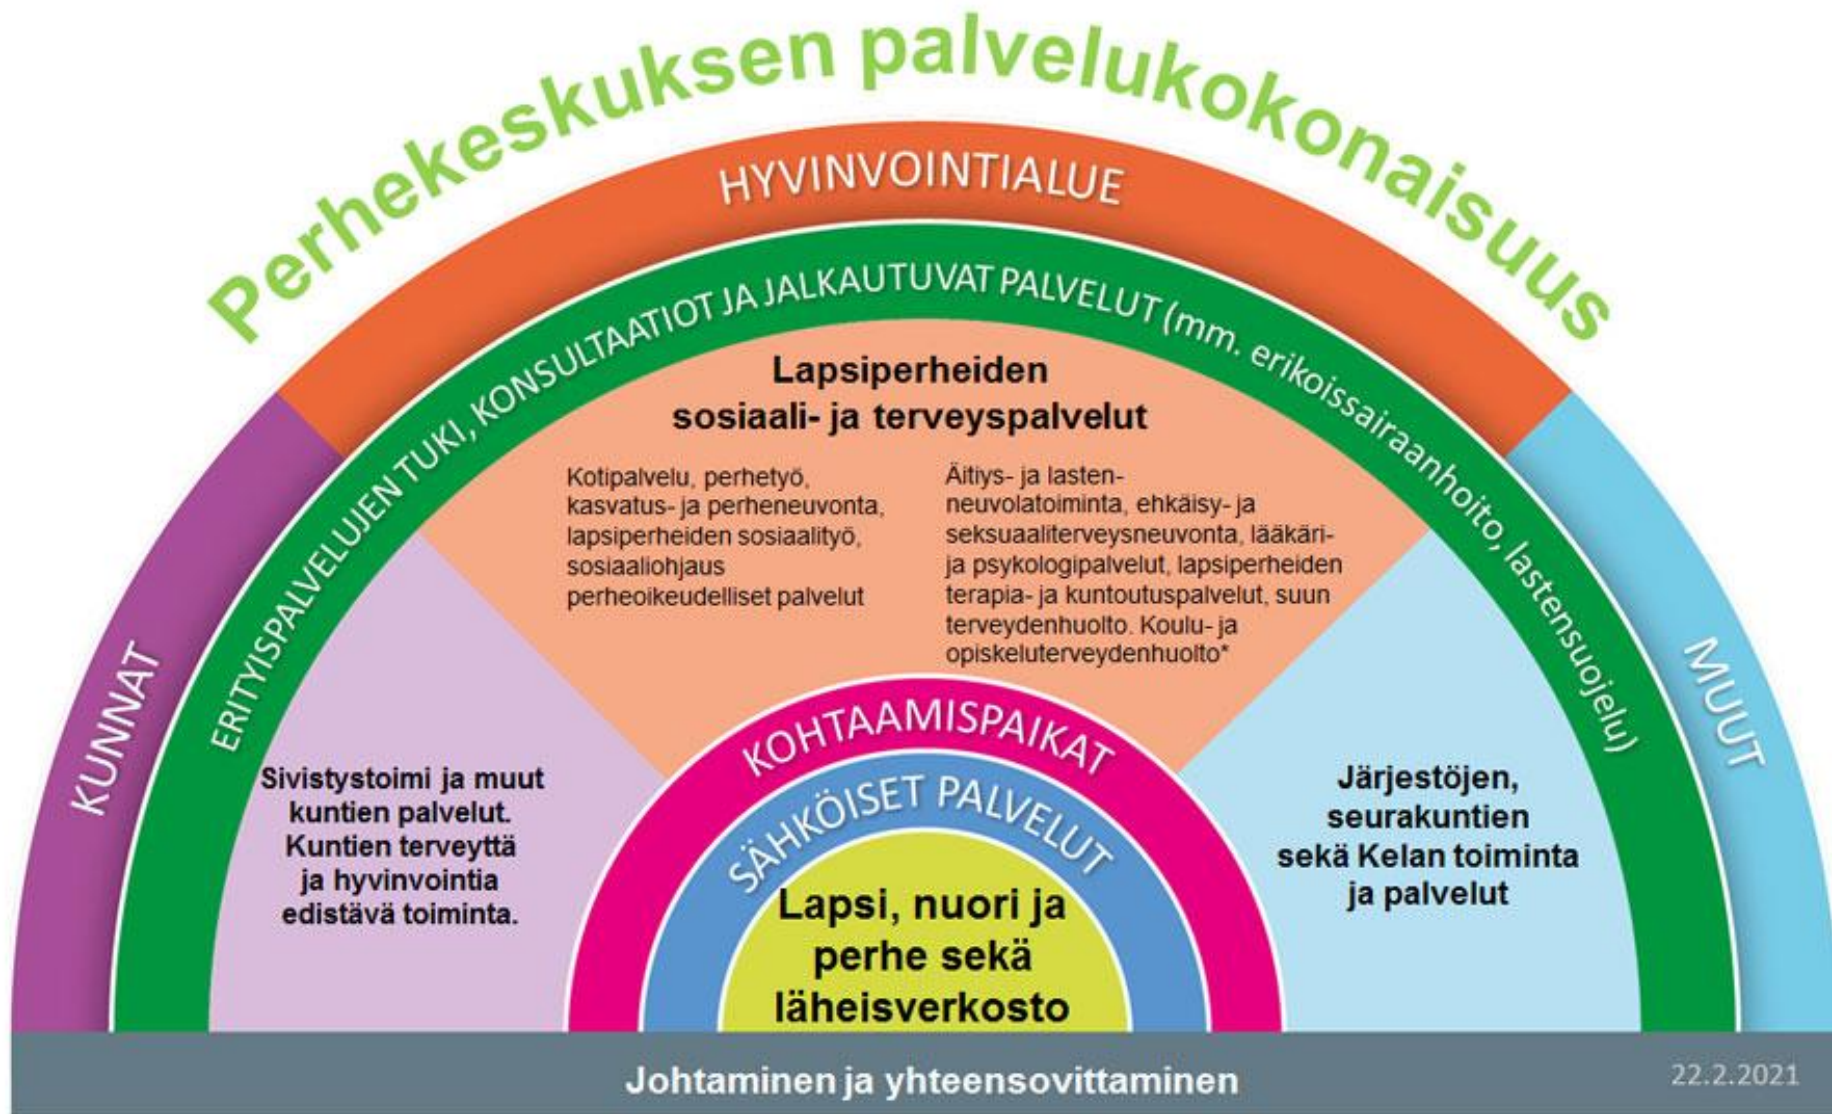 Perhekeskuksen palvelukokonaisuus
HYVINVOINTIALUE
KUNNAT
MUUT
ERITYISPALVELUJEN TUKI, KONSULTAATIOT JA JALKAUTUVAT PALVELUT (mm. erikoissairaanhoito, lastensuojelu)
Lapsiperheiden
sosiaali- ja terveyspalvelut
Kotipalvelu, perhetyö,
kasvatus- ja perheneuvonta,
lapsiperheiden sosiaalityö,
sosiaaliohjaus
perheoikeudelliset palvelut
Äitiys- ja lasten-
neuvolatoiminta, ehkäisy- ja
seksuaaliterveysneuvonta, lääkäri-
ja psykologipalvelut, lapsiperheiden
terapia- ja kuntoutuspalvelut, suun
terveydenhuolto. Koulu- ja
opiskeluterveydenhuolto*
Sivistystoimi ja muut
kuntien palvelut.
Kuntien terveyttä
ja hyvinvointia
edistävä toiminta.
Järjestöjen,
seurakuntien
sekä Kelan toiminta
ja palvelut
KOHTAAMISPAIKAT
SÄHKÖISET PALVELUT
Lapsi, nuori ja
perhe sekä
läheisverkosto
Johtaminen ja yhteensovittaminen
22.2.2021